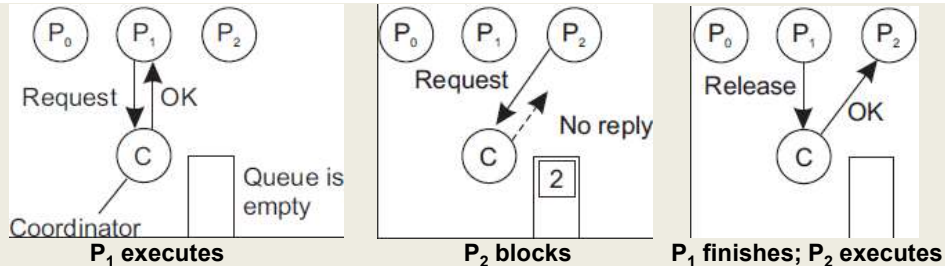 P₀ P₁ P₂
Request OK
C
Queue is
empty
Coordinator
P₁ executes
P₀ P₁ P₂
Request
No reply
C
2
P₂ blocks
P₀ P₁ P₂
Release
OK
C
P₁ finishes; P₂ executes